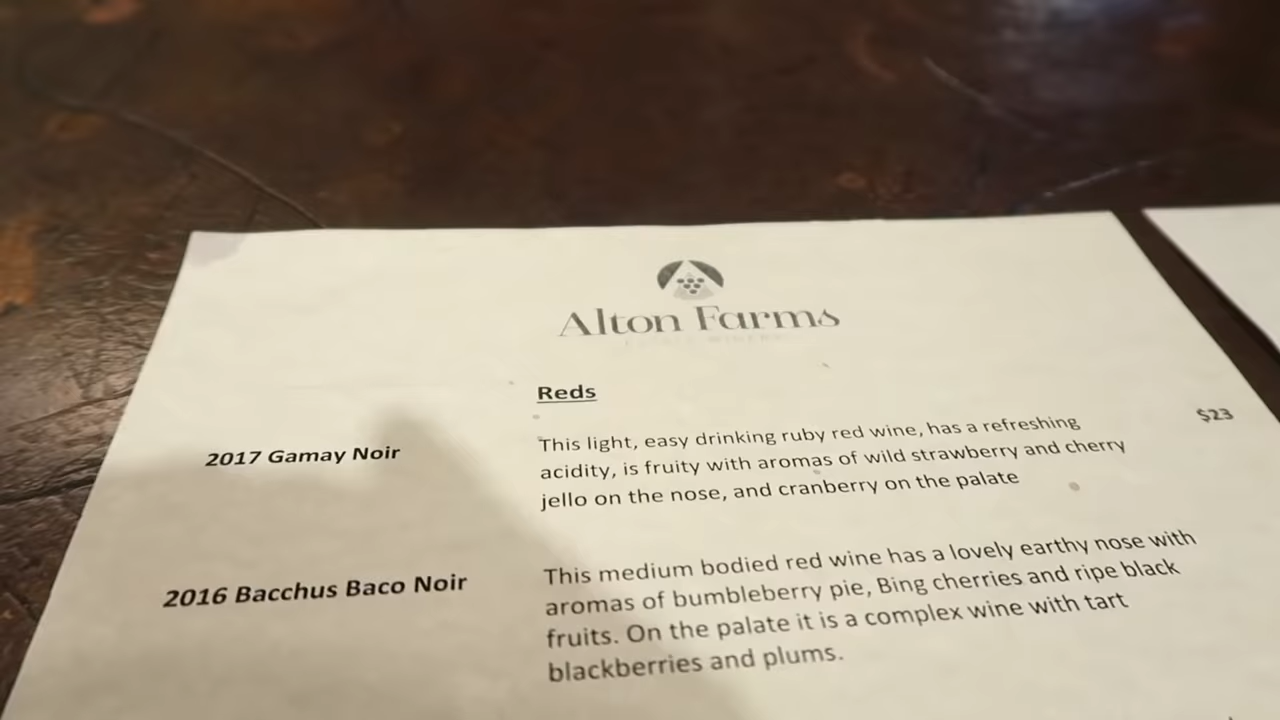 Alton Farms
Reds
2017 Gamay Noir
This light, easy drinking ruby red wine, has a refreshing
acidity, is fruity with aromas of wild strawberry and cherry
jello on the nose, and cranberry on the palate
$23
2016 Bacchus Baco Noir
This medium bodied red wine has a lovely earthy nose with
aromas of bumbleberry pie, Bing cherries and ripe black
fruits. On the palate it is a complex wine with tart
blackberries and plums.